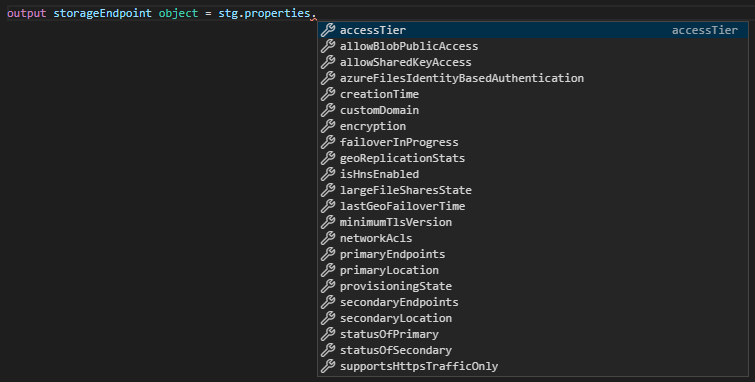 output storageEndpoint object = stg.properties.
accessTier accessTier
allowBlobPublicAccess
allowSharedKeyAccess
azureFilesIdentityBasedAuthentication
creationTime
customDomain
encryption
failoverInProgress
geoReplicationStats
isHnsEnabled
largeFileSharesState
lastGeoFailoverTime
minimumTlsVersion
networkAcls
primaryEndpoints
primaryLocation
provisioningState
secondaryEndpoints
secondaryLocation
statusOfPrimary
statusOfSecondary
supportsHttpsTrafficOnly